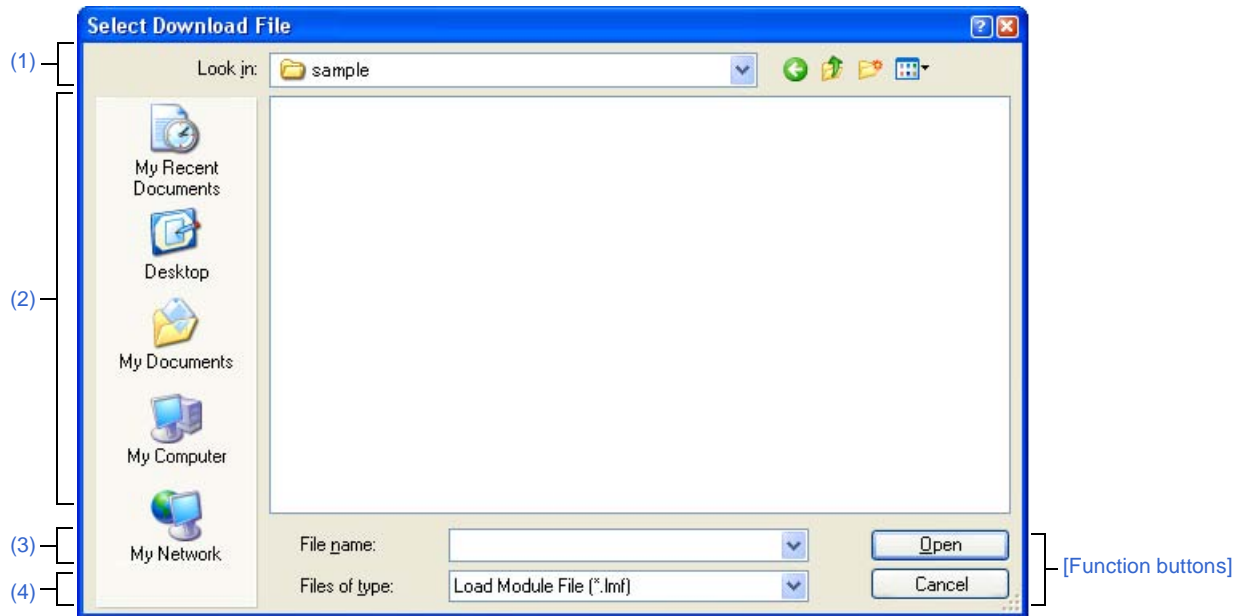 Select Download File
(1)
Look in:
sample
(2)
My Recent
Documents
Desktop
My Documents
My Computer
My Network
(3)
File name:
Open
[Function buttons]
(4)
Files of type:
Load Module File (*.lmf)
Cancel